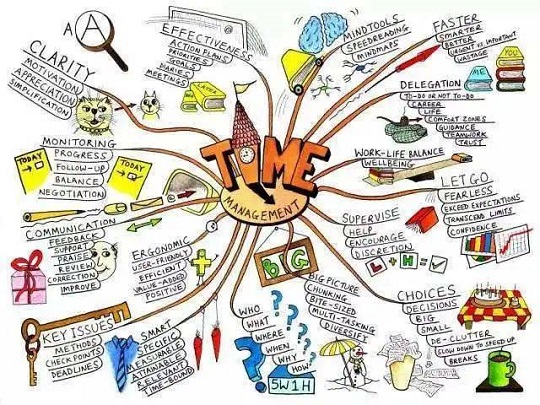 TIME
MANAGEMENT
A
A
CLARITY
MOTIVATION
APPRECIATION
SIMPLIFICATION
EFFECTIVENESS
ACTION PLANS
PRIORITIES
GOALS
DIARIES
MEETINGS
LATER
MINDTOOLS
SPEEDREADING
MINDMAPS
FASTER
SMARTER
BETTER
URGENT VS IMPORTANT
WASTAGE
YOU
ME
DELEGATION
TO-DO OR NOT TO-DO
CAREER
LIFE
COMFORT ZONES
GUIDANCE
TEAMWORK
TRUST
WORK-LIFE BALANCE
WELLBEING
LET GO
FEARLESS
EXCEED EXPECTATIONS
TRANSCEND LIMITS
CONFIDENCE
SUPERVISE
HELP
ENCOURAGE
DISCRETION
L + H =
CHOICES
DECISIONS
BIG
SMALL
DE-CLUTTER
SLOW DOWN TO SPEED UP
BREAKS
BIG PICTURE
CHUNKING
BITE-SIZED
MULTI-TASKING
DIVERSIFY
WHO
WHAT
WHERE
WHEN
WHY
HOW
5W1H
SMART
SPECIFIC
MEASURABLE
ATTAINABLE
RELEVANT
TIME-BOUND
ERGONOMIC
USER-FRIENDLY
EFFICIENT
VALUE-ADDED
POSITIVE
KEY ISSUES
METHODS
CHECKPOINTS
DEADLINES
COMMUNICATION
FEEDBACK
SUPPORT
PRAISE
REVIEW
CORRECTION
IMPROVE
MONITORING
PROGRESS
FOLLOW-UP
BALANCE
NEGOTIATION
TODAY
TODAY